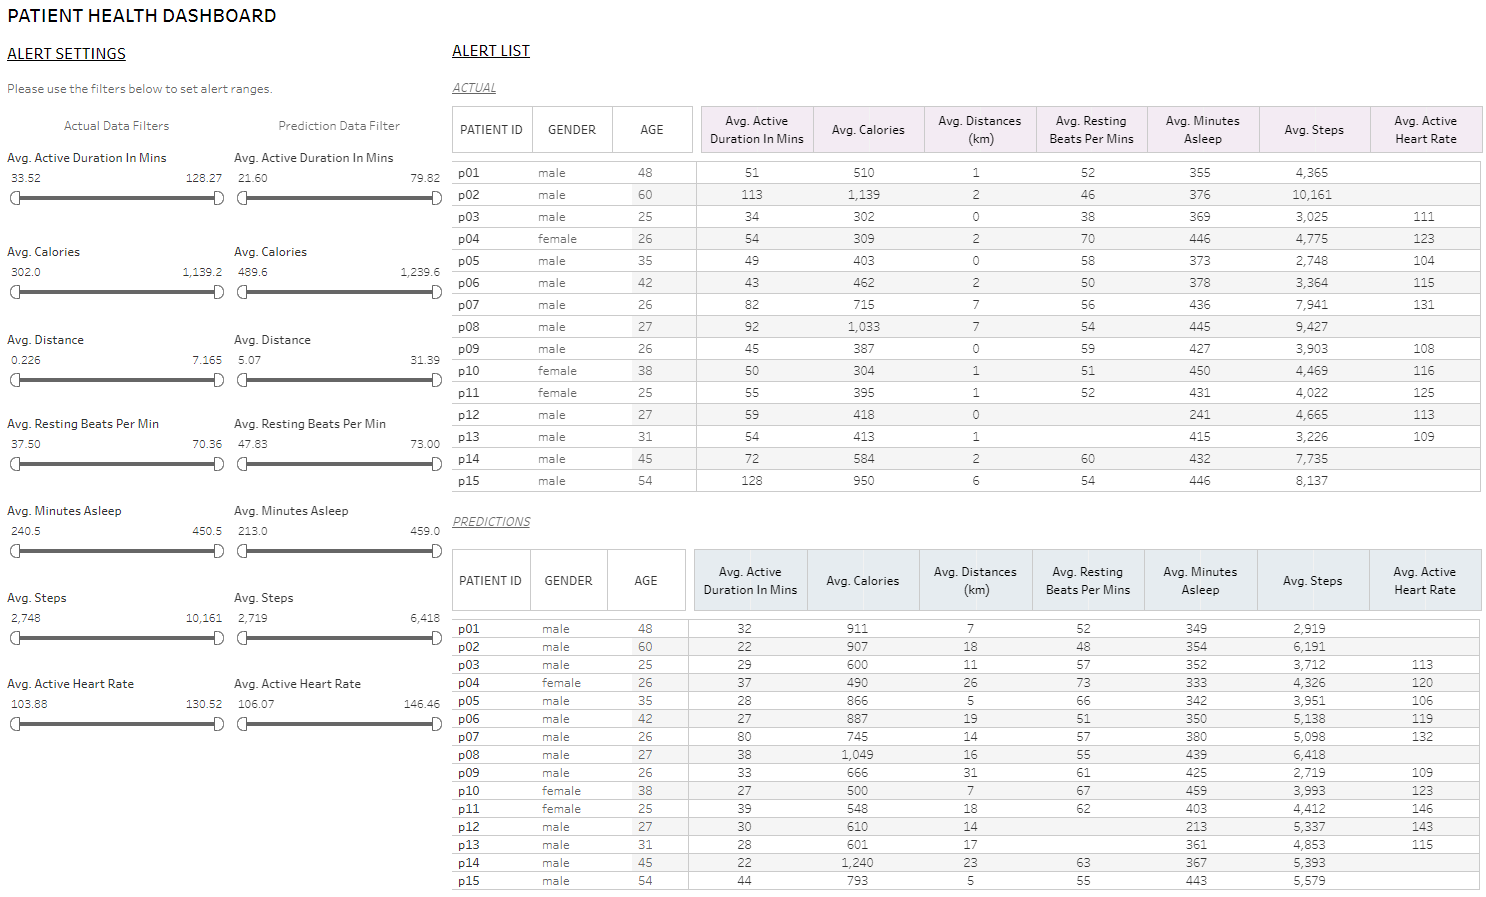 PATIENT HEALTH DASHBOARD
ALERT SETTINGS
Please use the filters below to set alert ranges.
Actual Data Filters Prediction Data Filter
Avg. Active Duration In Mins Avg. Active Duration In Mins
33.52 128.27 21.60 79.82
Avg. Calories Avg. Calories
302.0 1,139.2 489.6 1,239.6
Avg. Distance Avg. Distance
0.226 7.165 5.07 31.39
Avg. Resting Beats Per Min Avg. Resting Beats Per Min
37.50 70.36 47.83 73.00
Avg. Minutes Asleep Avg. Minutes Asleep
240.5 450.5 213.0 459.0
Avg. Steps Avg. Steps
2,748 10,161 2,719 6,418
Avg. Active Heart Rate Avg. Active Heart Rate
103.88 130.52 106.07 146.46
ALERT LIST
ACTUAL
PATIENT ID GENDER AGE Avg. Active Duration In Mins Avg. Calories Avg. Distances (km) Avg. Resting Beats Per Mins Avg. Minutes Asleep Avg. Steps Avg. Active Heart Rate
p01 male 48 51 510 1 52 355 4,365
p02 male 60 113 1,139 2 46 376 10,161
p03 male 25 34 302 0 38 369 3,025 111
p04 female 26 54 309 2 70 446 4,775 123
p05 male 35 49 403 0 58 373 2,748 104
p06 male 42 43 462 2 50 378 3,364 115
p07 male 26 82 715 7 56 436 7,941 131
p08 male 27 92 1,033 7 54 445 9,427
p09 male 26 45 387 0 59 427 3,903 108
p10 female 38 50 304 1 51 450 4,469 116
p11 female 25 55 395 1 52 431 4,022 125
p12 male 27 59 418 0 241 4,665 113
p13 male 31 54 413 1 415 3,226 109
p14 male 45 72 584 2 60 432 7,735
p15 male 54 128 950 6 54 446 8,137
PREDICTIONS
PATIENT ID GENDER AGE Avg. Active Duration In Mins Avg. Calories Avg. Distances (km) Avg. Resting Beats Per Mins Avg. Minutes Asleep Avg. Steps Avg. Active Heart Rate
p01 male 48 32 911 7 52 349 2,919
p02 male 60 22 907 18 48 354 6,191
p03 male 25 29 600 11 57 352 3,712 113
p04 female 26 37 490 26 73 333 4,326 120
p05 male 35 28 866 5 66 342 3,951 106
p06 male 42 27 887 19 51 350 5,138 119
p07 male 26 80 745 14 57 380 5,098 132
p08 male 27 38 1,049 16 55 439 6,418
p09 male 26 33 666 31 61 425 2,719 109
p10 female 38 27 500 7 67 459 3,993 123
p11 female 25 39 548 18 62 403 4,412 146
p12 male 27 30 610 14 213 5,337 143
p13 male 31 28 601 17 361 4,853 115
p14 male 45 22 1,240 23 63 367 5,393
p15 male 54 44 793 5 55 443 5,579